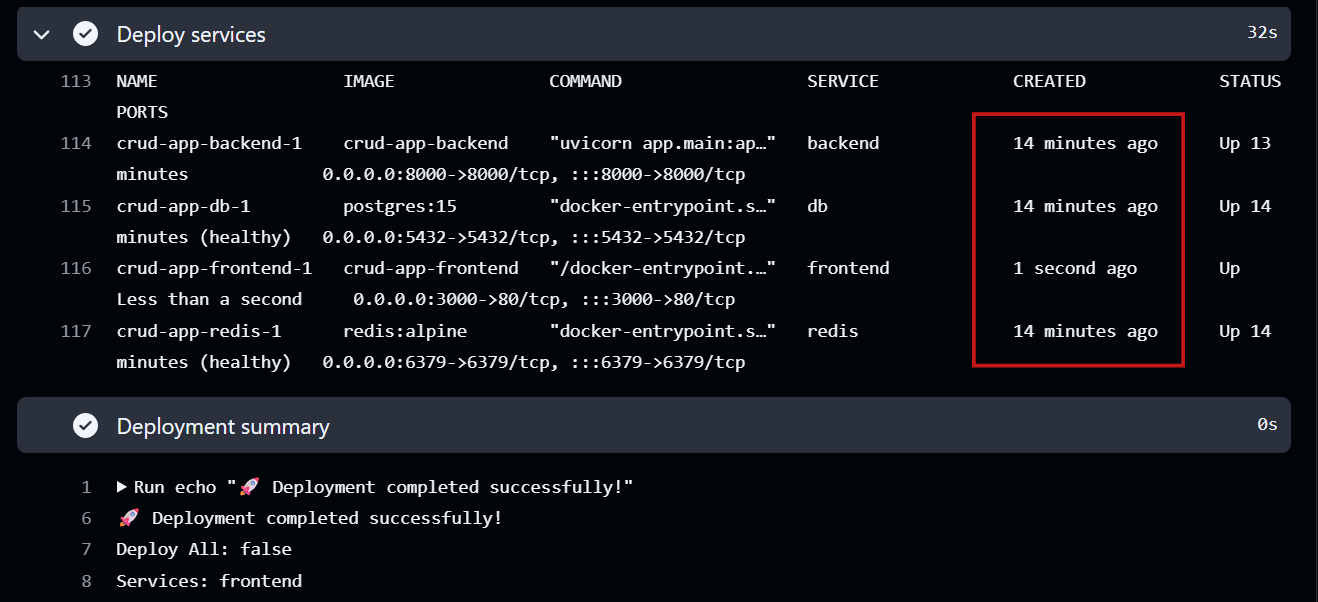 Deploy services 32s
113 NAME IMAGE COMMAND SERVICE CREATED STATUS
PORTS
114 crud-app-backend-1 crud-app-backend "uvicorn app.main:ap…" backend 14 minutes ago Up 13
minutes 0.0.0.0:8000->8000/tcp, :::8000->8000/tcp
115 crud-app-db-1 postgres:15 "docker-entrypoint.s…" db 14 minutes ago Up 14
minutes (healthy) 0.0.0.0:5432->5432/tcp, :::5432->5432/tcp
116 crud-app-frontend-1 crud-app-frontend "/docker-entrypoint.…" frontend 1 second ago Up
Less than a second 0.0.0.0:3000->80/tcp, :::3000->80/tcp
117 crud-app-redis-1 redis:alpine "docker-entrypoint.s…" redis 14 minutes ago Up 14
minutes (healthy) 0.0.0.0:6379->6379/tcp, :::6379->6379/tcp
Deployment summary 0s
1 ▶ Run echo "🚀 Deployment completed successfully!"
6 🚀 Deployment completed successfully!
7 Deploy All: false
8 Services: frontend